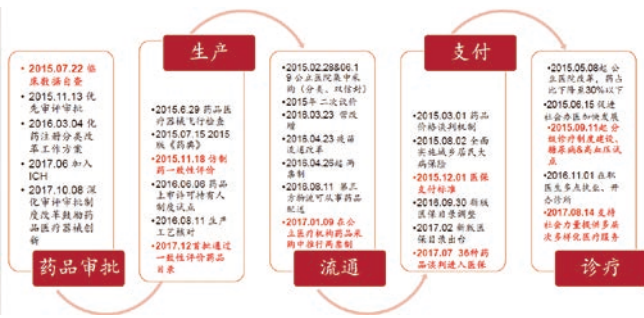 2015.07.22 临
床数据自查
2015.11.13 优
先审评审批
2016.03.04 化
药注册分类改
革工作方案
2017.06 加入
ICH
2017.10.08 深
化审评审批制
度改革鼓励药
品医疗器械创
新
药品审批
生产
2015.6.29 药品医
疗器械飞行检查
2015.07.15 2015
版《药典》
2015.11.18 仿制
药一致性评价
2016.06.06 药品
上市许可持有人
制度试点
2016.08.11 生产
工艺核对
2017.12首批通过
一致性评价药品
目录
2015.02.28&06.1
9 公立医院集中采
购（分类、双信封）
2015年 二次议价
2016.03.23 营改
增
2016.04.23 疫苗
流通改革
2016.04.26起 两
票制
2016.08.11 第三
方物流可从事药品
配送
2017.01.09 在公
立医疗机构药品采
购中推行两票制
流通
支付
2015.03.01 药品
价格谈判机制
2015.08.02 全面
实施城乡居民大
病保险
2015.12.01 医保
支付标准
2016.09.30 新版
医保目录调整
2017.02 新版医
保目录出台
2017.07 36种药
品谈判进入医保
2015.05.08起 公
立医院改革，药占
比下降至30%以下
2015.06.15 促进
社会办医加快发展
2015.09.11起 分
级诊疗制度建设，
糖尿病&高血压试
点
2016.11.01 在职
医生多点执业、开
办诊所
2017.08.14 支持
社会力量提供多层
次多样化医疗服务
诊疗